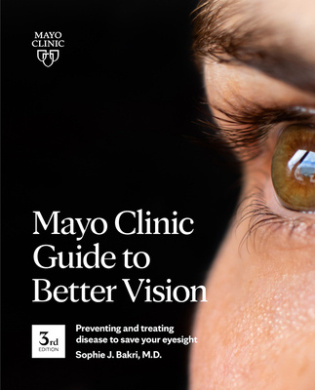 MAYO
CLINIC
Mayo Clinic
Guide to
Better Vision
3rd
EDITION
Preventing and treating
disease to save your eyesight
Sophie J. Bakri, M.D.